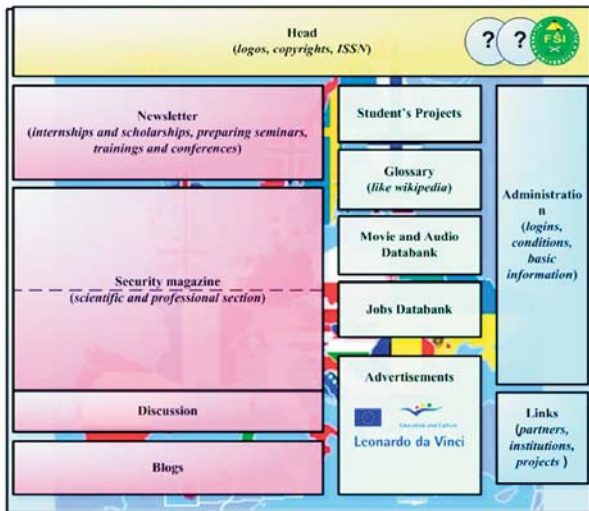 Head
(logos, copyrights, ISSN)
? ?
FŠI
Newsletter
(internships and scholarships, preparing seminars,
trainings and conferences)
Security magazine
(scientific and professional section)
Discussion
Blogs
Student's Projects
Glossary
(like wikipedia)
Movie and Audio
Databank
Jobs Databank
Advertisements
Education and Culture
Leonardo da Vinci
Administratio
n
(logins,
conditions,
basic
information)
Links
(partners,
institutions,
projects )